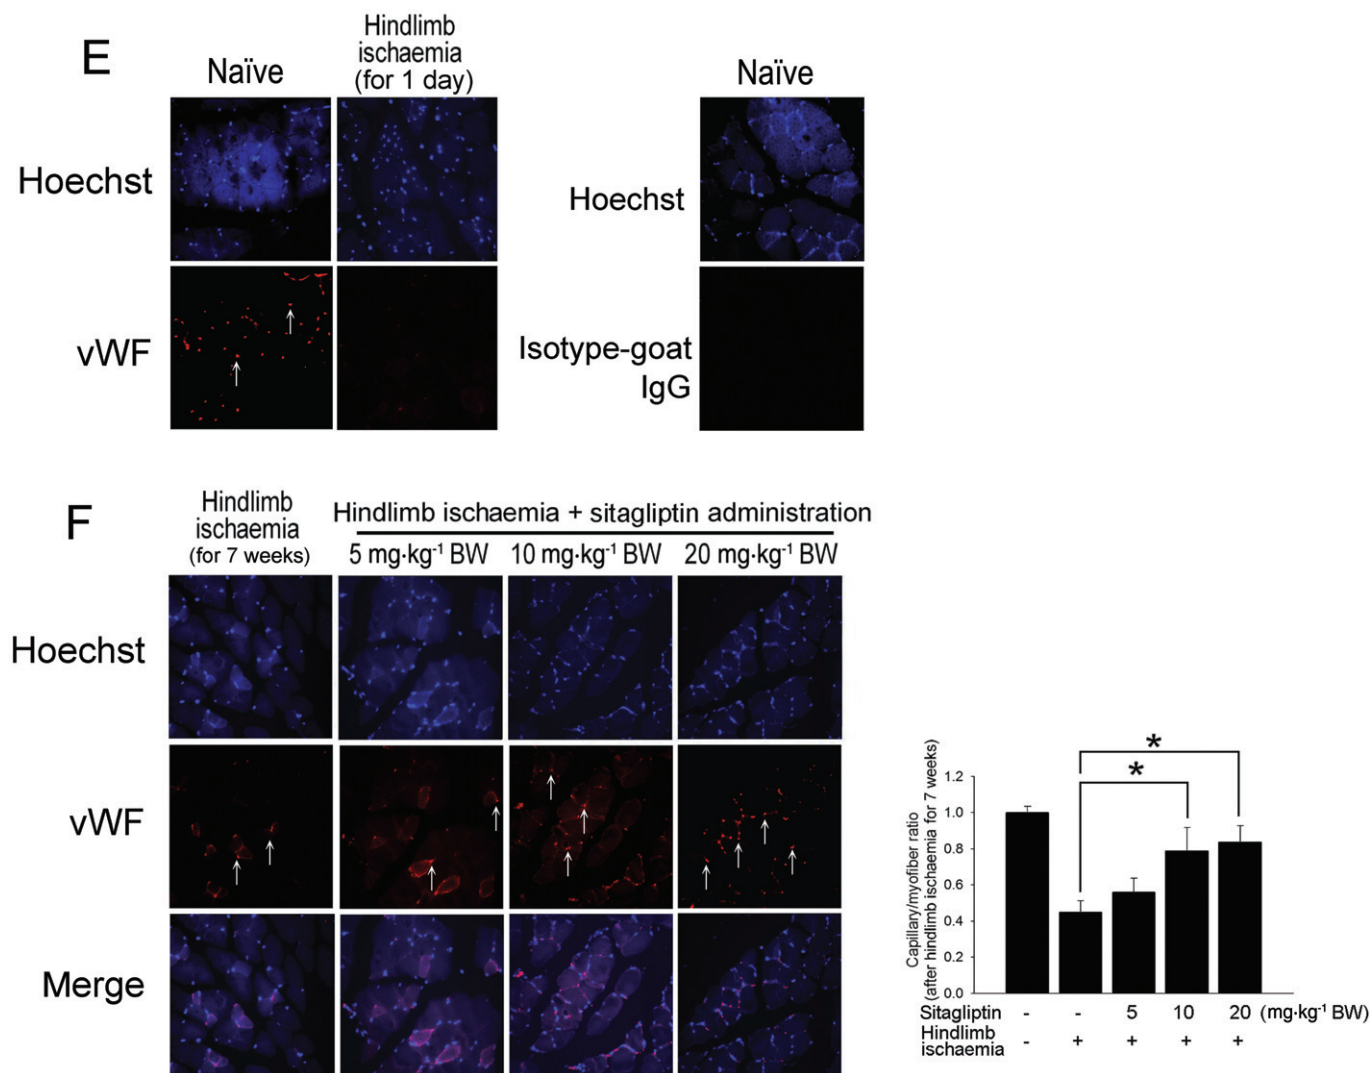 E
Naïve
Hindlimb
ischaemia
(for 1 day)
Naïve
Hoechst
Hoechst
vWF
Isotype-goat
IgG
F
Hindlimb
ischaemia
(for 7 weeks)
Hindlimb ischaemia + sitagliptin administration
5 mg·kg⁻¹ BW
10 mg·kg⁻¹ BW
20 mg·kg⁻¹ BW
Hoechst
vWF
Merge
Capillary/myofiber ratio
(after hindlimb ischaemia for 7 weeks)
1.2
1.0
0.8
0.6
0.4
0.2
0.0
*
*
Sitagliptin - - 5 10 20 (mg·kg⁻¹ BW)
Hindlimb
ischaemia - + + + +